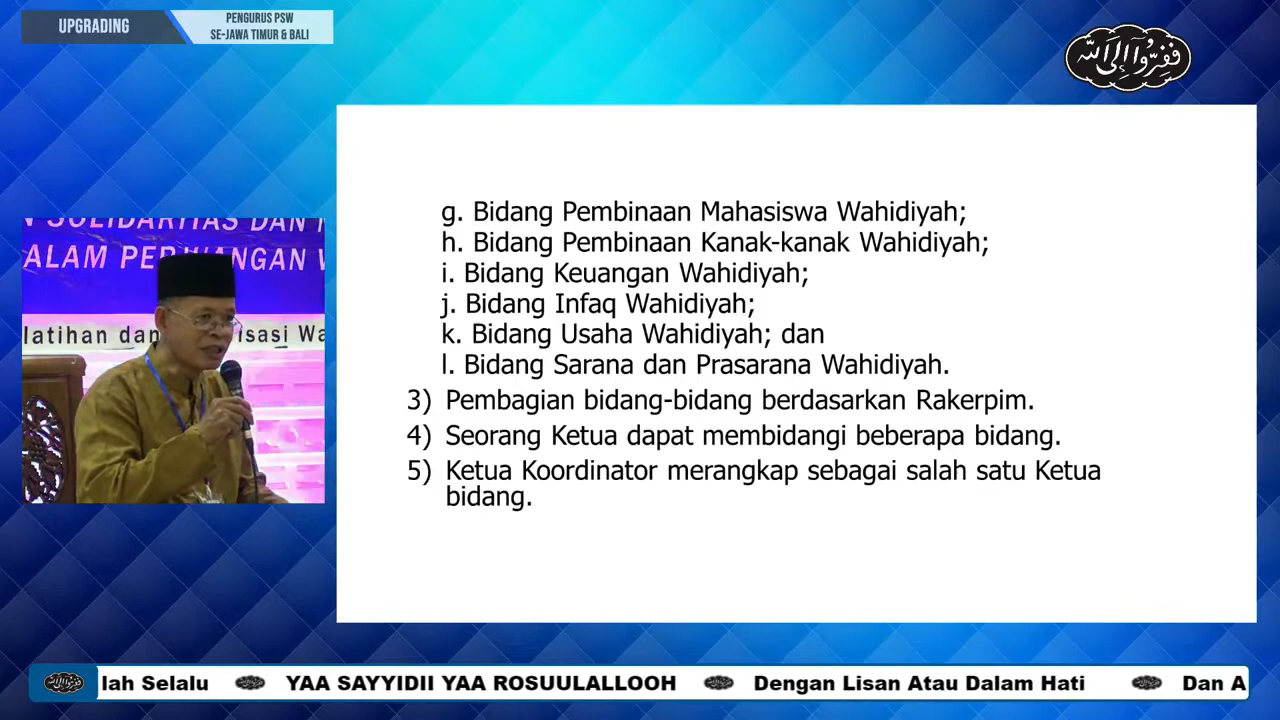 UPGRADING
PENGURUS PSW
SE-JAWA TIMUR & BALI
فَفِرُّوْآ اِلَى اللّٰه
SOLIDARITAS DAN
ALAM
latihan dan
g. Bidang Pembinaan Mahasiswa Wahidiyah;
h. Bidang Pembinaan Kanak-kanak Wahidiyah;
i. Bidang Keuangan Wahidiyah;
j. Bidang Infaq Wahidiyah;
k. Bidang Usaha Wahidiyah; dan
l. Bidang Sarana dan Prasarana Wahidiyah.
3) Pembagian bidang-bidang berdasarkan Rakerpim.
4) Seorang Ketua dapat membidangi beberapa bidang.
5) Ketua Koordinator merangkap sebagai salah satu Ketua
bidang.
lah Selalu YAA SAYYIDII YAA ROSUULALLOOH Dengan Lisan Atau Dalam Hati Dan A